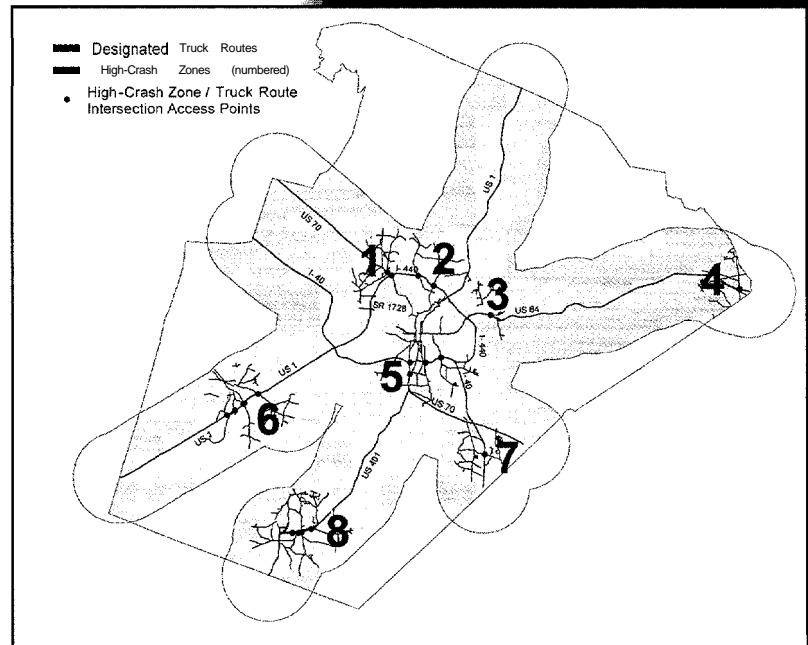 Designated Truck Routes
High-Crash Zones (numbered)
High-Crash Zone / Truck Route
Intersection Access Points
US 1
US 70
1
I-440
2
I-40
SR 1728
3
4
US 64
I-440
US 1
5
I-40
US 70
6
US 1
7
US 401
8